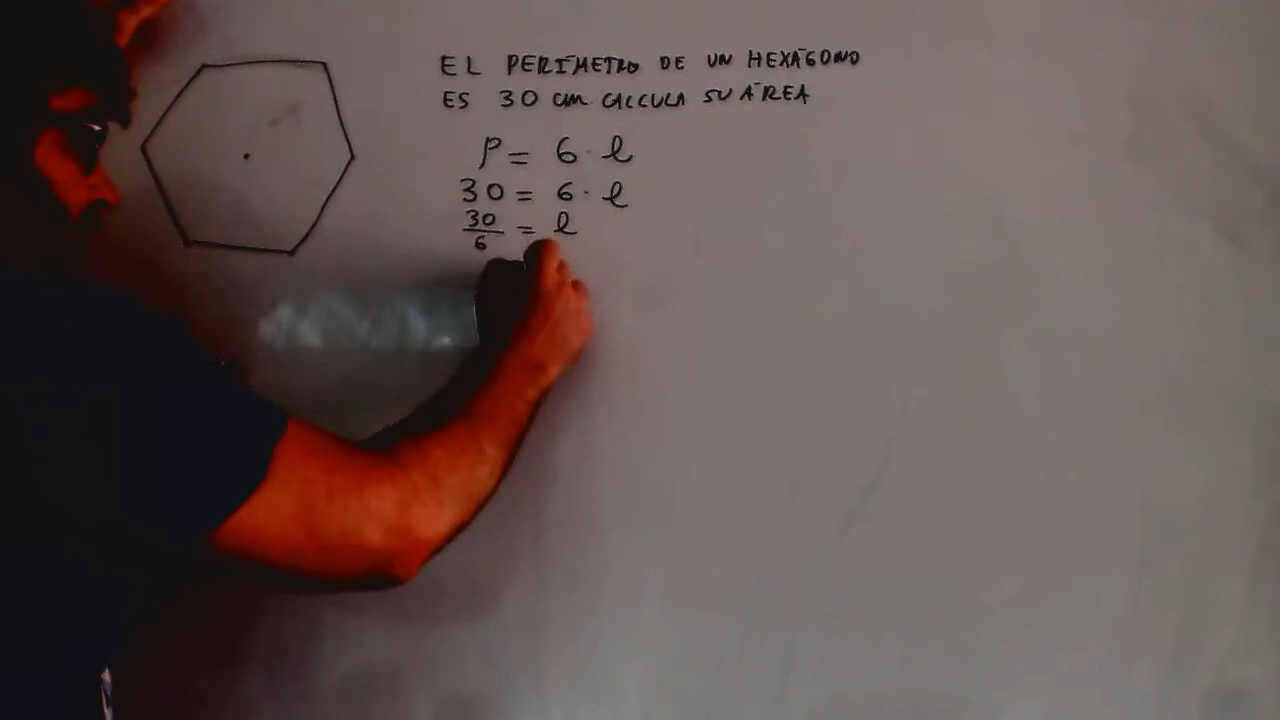 EL PERÍMETRO DE UN HEXÁGONO
ES 30 cm. CALCULA SU ÁREA
P = 6 · l
30 = 6 · l
30/6 = l